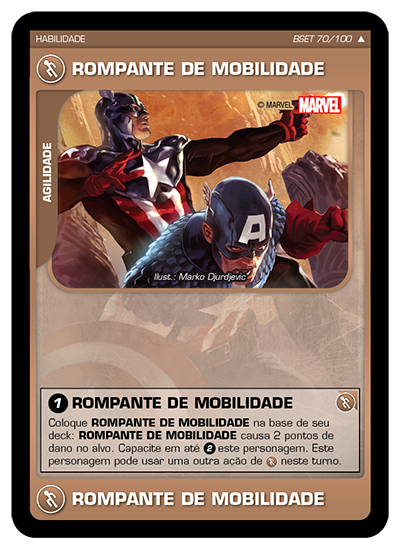 HABILIDADE
BSET 70/100 ▲
ROMPANTE DE MOBILIDADE
© MARVEL MARVEL
AGILIDADE
A
Ilust.: Marko Djurdjevic
1 ROMPANTE DE MOBILIDADE
Coloque ROMPANTE DE MOBILIDADE na base de seu
deck: ROMPANTE DE MOBILIDADE causa 2 pontos de
dano no alvo. Capacite em até 2 este personagem. Este
personagem pode usar uma outra ação de neste turno.
ROMPANTE DE MOBILIDADE